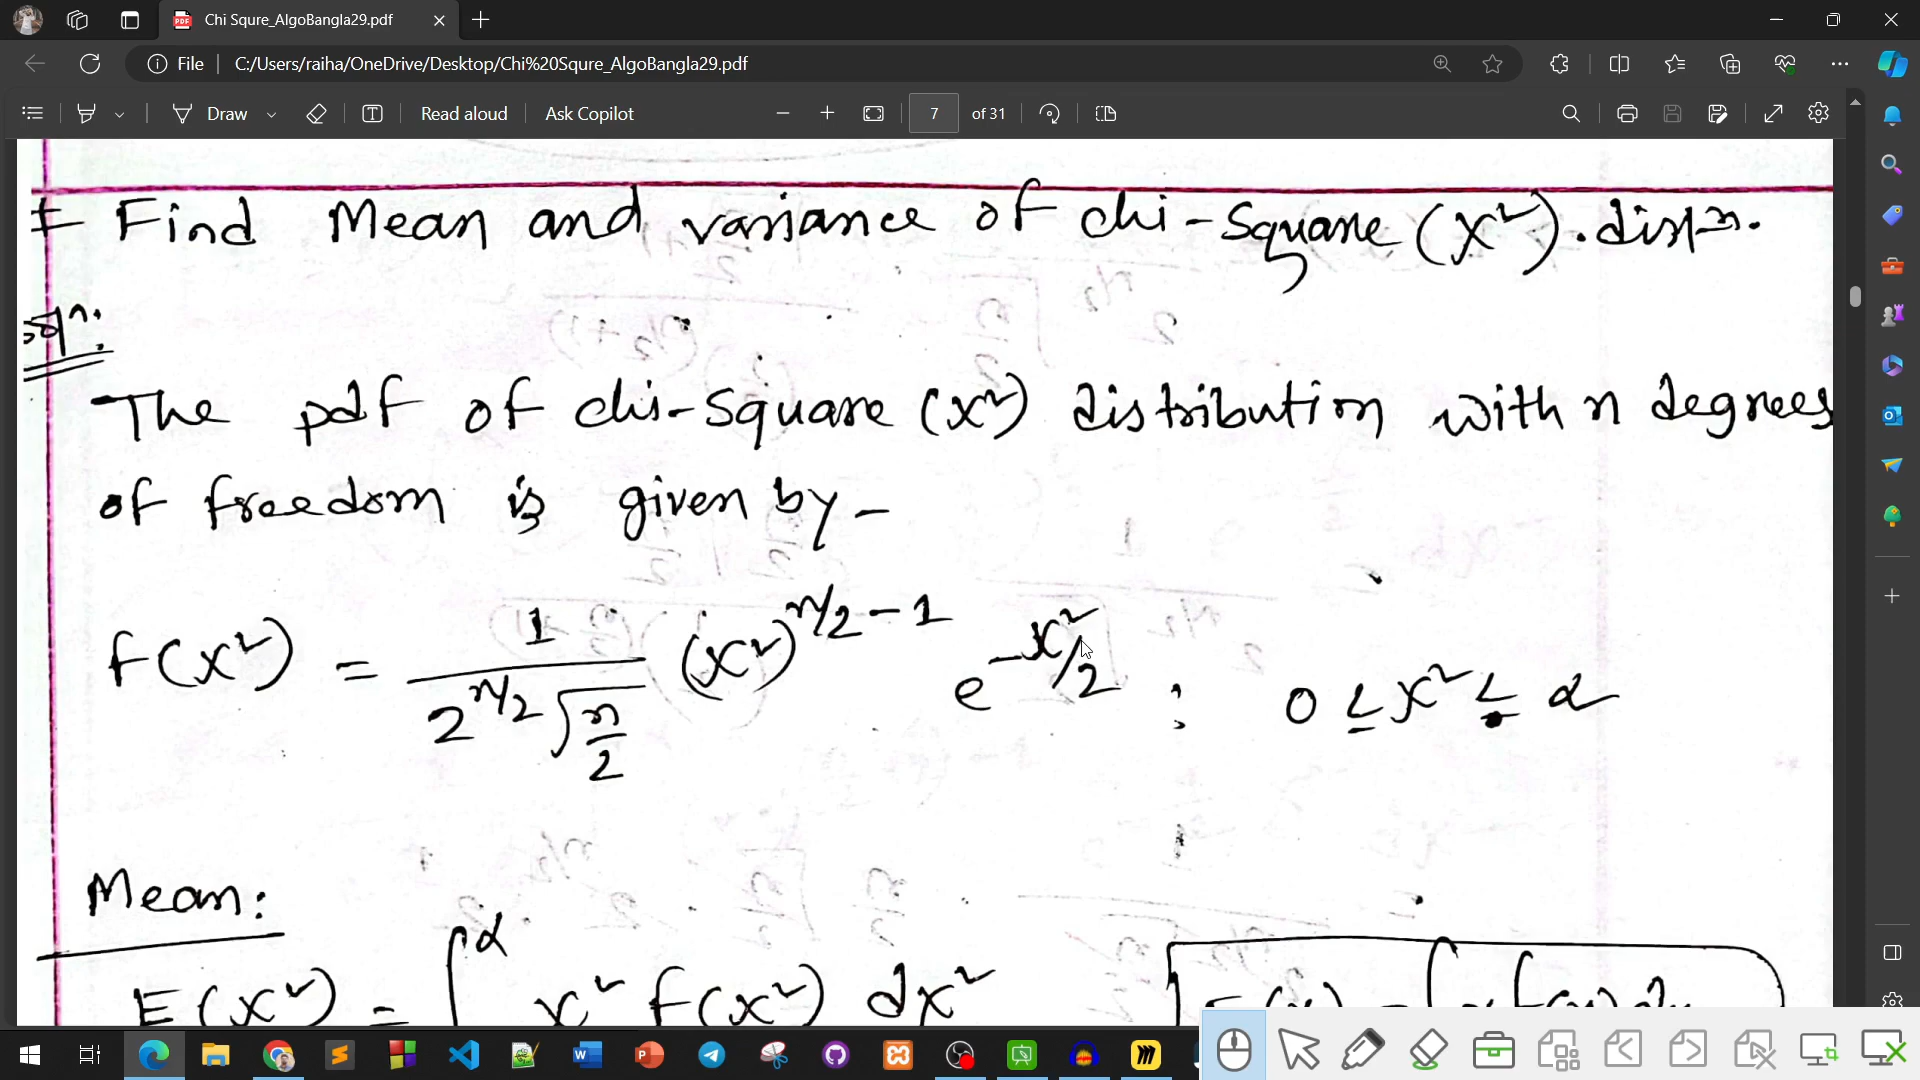 Chi Squre_AlgoBangla29.pdf
File
C:/Users/raiha/OneDrive/Desktop/Chi%20Squre_AlgoBangla29.pdf
Draw
Read aloud
Ask Copilot
7
of 31
# Find Mean and variance of chi-square (χ²). distn.
Solⁿ:
The pdf of chi-square (χ²) distribution with n degrees
of freedom is given by -
f(χ²) = 1 / (2^(n/2) √(n/2)) (χ²)^(n/2 - 1) e^(-χ²/2) ; 0 ≤ χ² ≤ α
Mean:
E(χ²) = ∫^α χ² f(χ²) dχ²